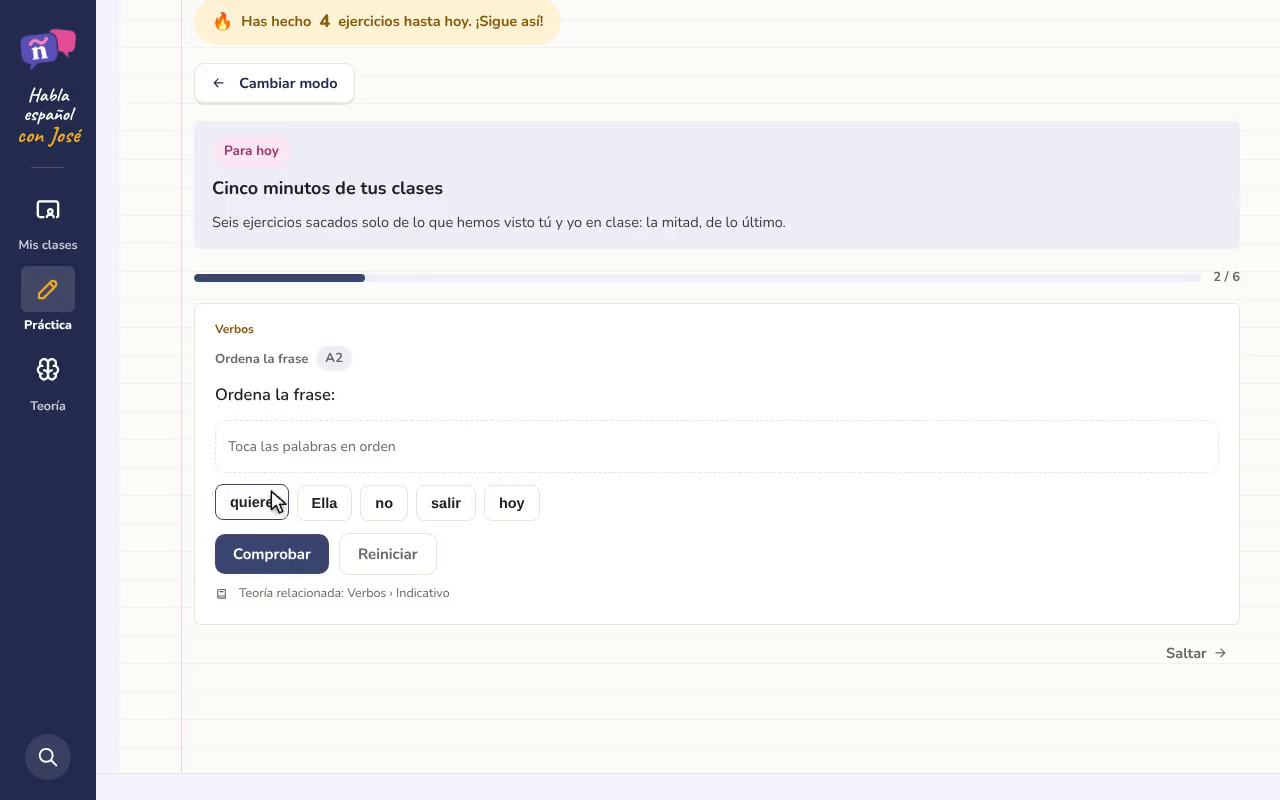 ñ
Habla
español
con José
Mis clases
Práctica
Teoría
🔥 Has hecho 4 ejercicios hasta hoy. ¡Sigue así!
← Cambiar modo
Para hoy
Cinco minutos de tus clases
Seis ejercicios sacados solo de lo que hemos visto tú y yo en clase: la mitad, de lo último.
2 / 6
Verbos
Ordena la frase A2
Ordena la frase:
Toca las palabras en orden
quiere Ella no salir hoy
Comprobar Reiniciar
Teoría relacionada: Verbos › Indicativo
Saltar →